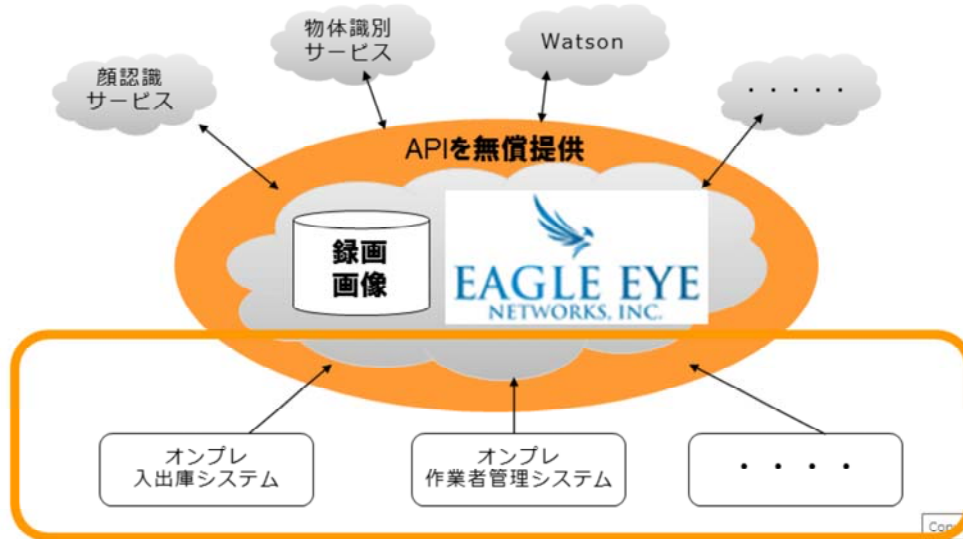 物体識別
サービス
Watson
顔認識
サービス
・・・・・
APIを無償提供
録画
画像
EAGLE EYE
NETWORKS, INC.
オンプレ
入出庫システム
オンプレ
作業者管理システム
・・・・